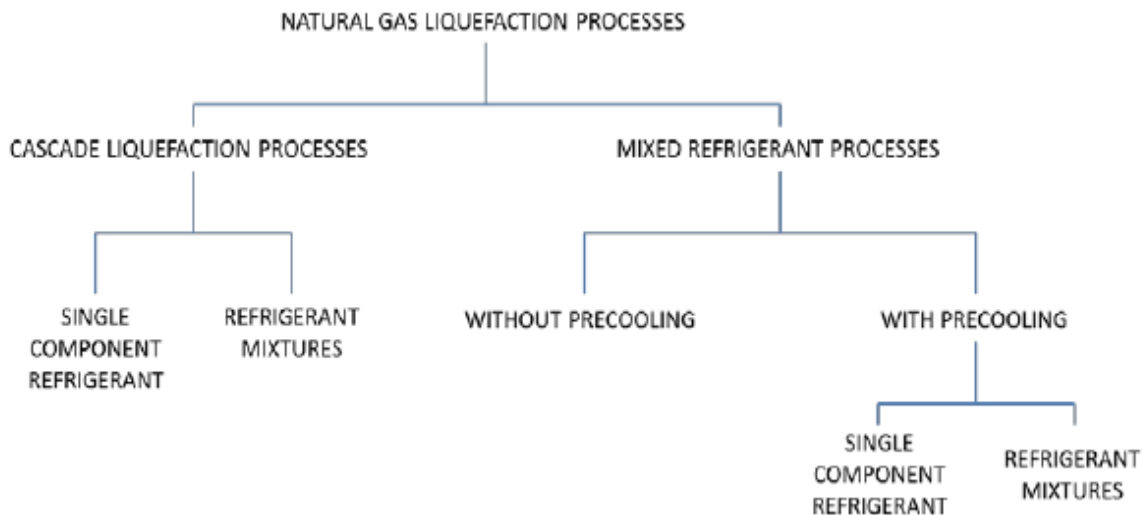 NATURAL GAS LIQUEFACTION PROCESSES
CASCADE LIQUEFACTION PROCESSES
MIXED REFRIGERANT PROCESSES
SINGLE
COMPONENT
REFRIGERANT
REFRIGERANT
MIXTURES
WITHOUT PRECOOLING
WITH PRECOOLING
SINGLE
COMPONENT
REFRIGERANT
REFRIGERANT
MIXTURES